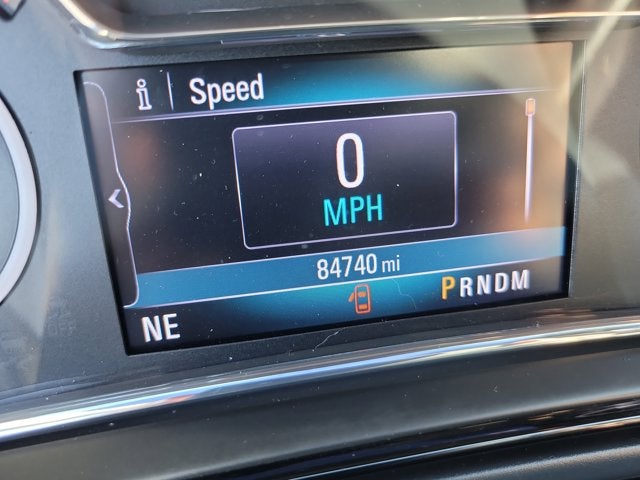 i Speed
0
MPH
84740 mi
NE PRNDM